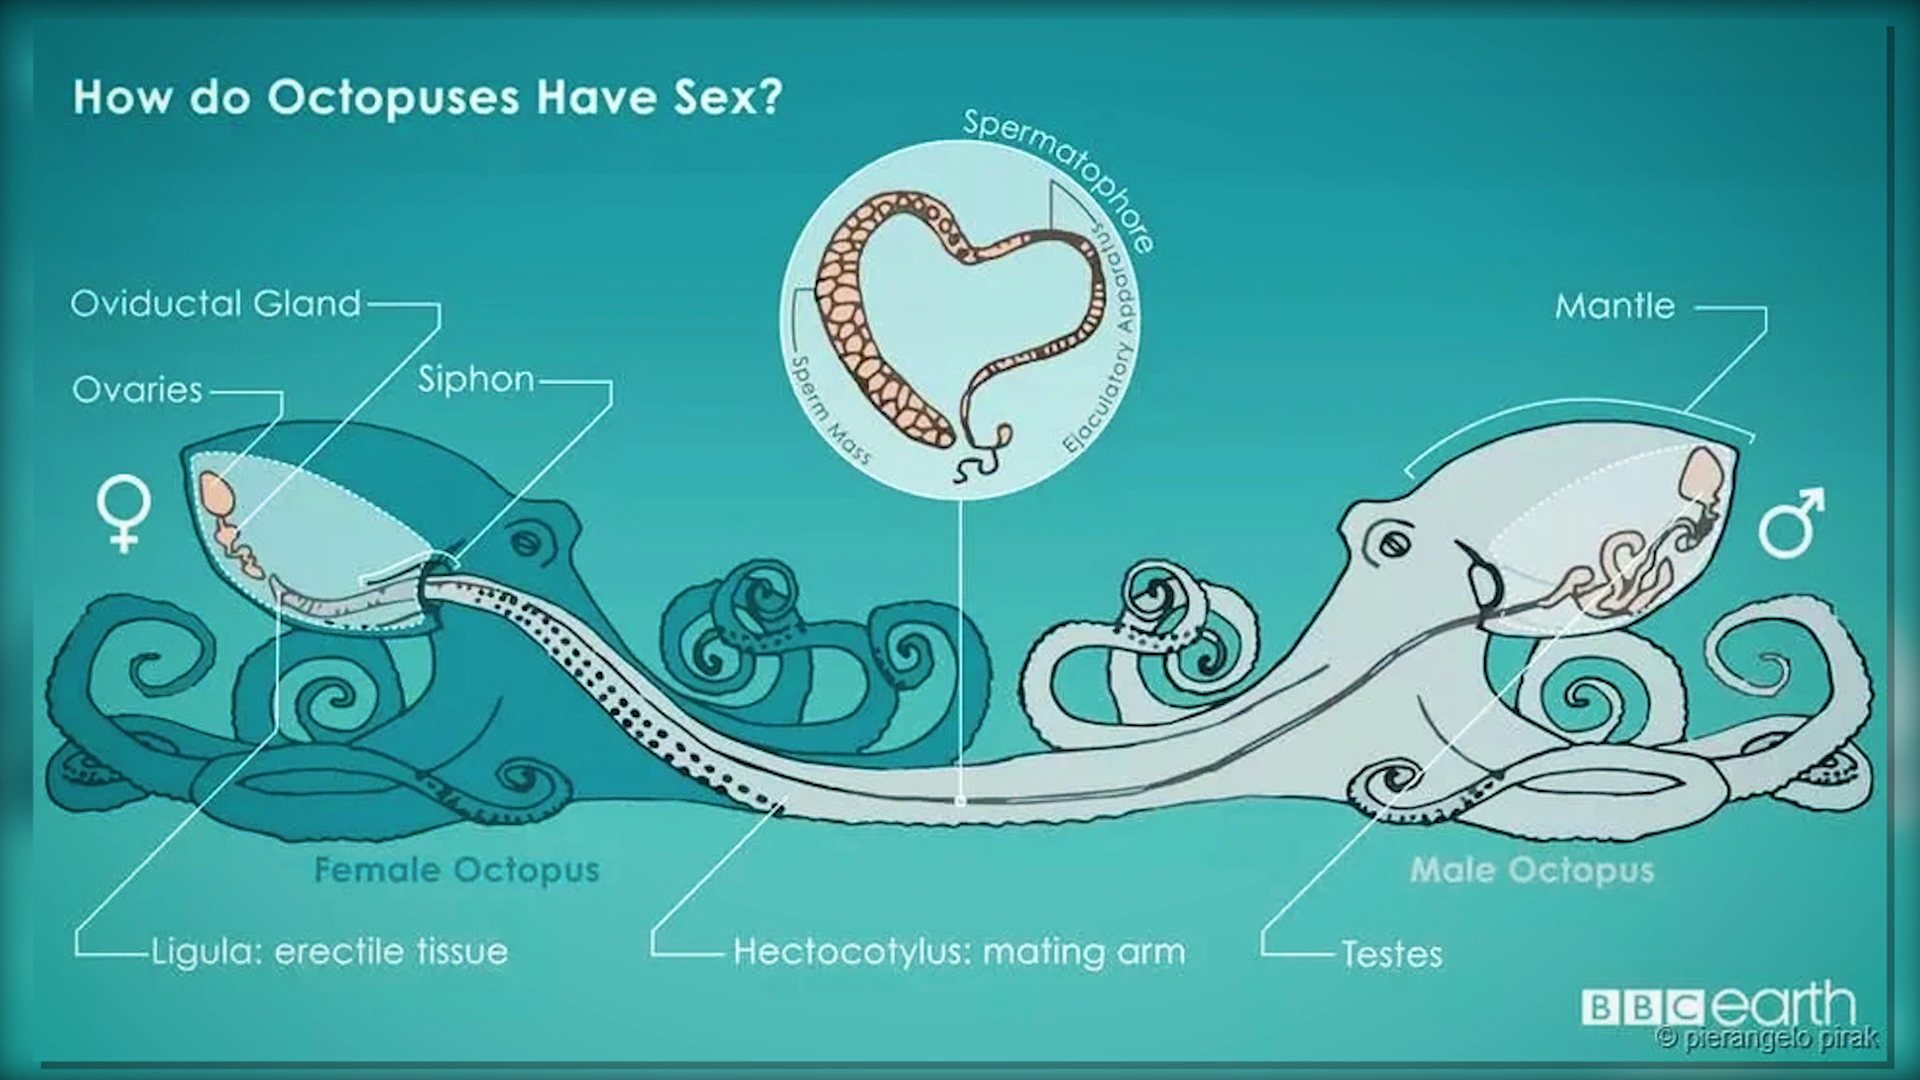 How do Octopuses Have Sex?
Spermatophore
Ejaculatory Apparatus
Sperm Mass
Oviductal Gland
Siphon
Ovaries
Mantle
Female Octopus
Male Octopus
Ligula: erectile tissue
Hectocotylus: mating arm
Testes
BBC earth
© pierangelo pirak